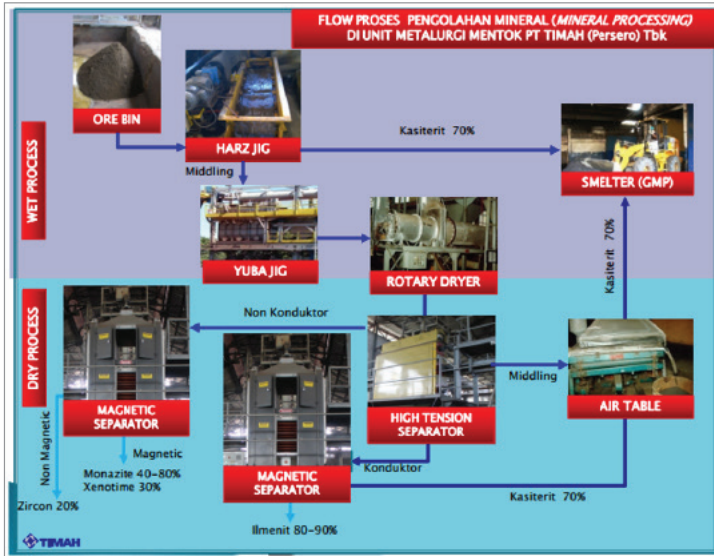 FLOW PROSES PENGOLAHAN MINERAL (MINERAL PROCESSING)
DI UNIT METALURGI MENTOK PT TIMAH (Persero) Tbk
WET PROCESS
ORE BIN
HARZ JIG
Kasiterit 70%
SMELTER (GMP)
Middling
YUBA JIG
ROTARY DRYER
Kasiterit 70%
DRY PROCESS
Non Konduktor
MAGNETIC
SEPARATOR
HIGH TENSION
SEPARATOR
Middling
AIR TABLE
Non Magnetic
Magnetic
Monazite 40-80%
Xenotime 30%
Zircon 20%
MAGNETIC
SEPARATOR
Konduktor
Kasiterit 70%
Ilmenit 80-90%
TIMAH